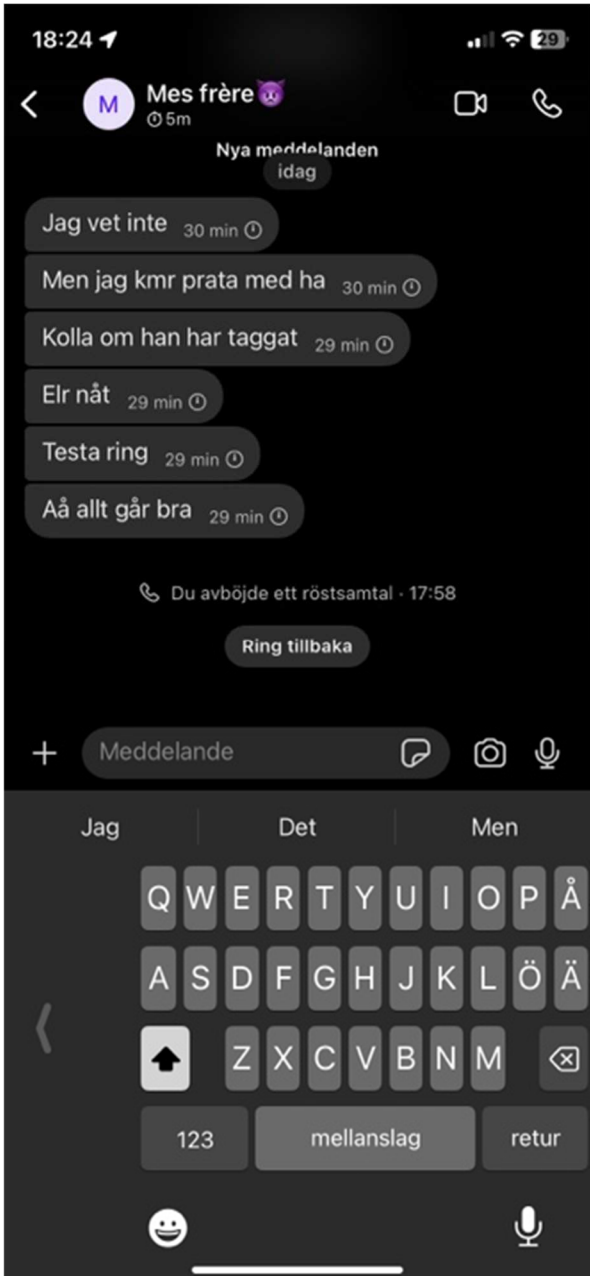 18:24
29
M
Mes frère😈
5m
Nya meddelanden
idag
Jag vet inte 30 min
Men jag kmr prata med ha 30 min
Kolla om han har taggat 29 min
Elr nåt 29 min
Testa ring 29 min
Aå allt går bra 29 min
Du avböjde ett röstsamtal · 17:58
Ring tillbaka
Meddelande
Jag Det Men
Q W E R T Y U I O P Å
A S D F G H J K L Ö Ä
Z X C V B N M
123 mellanslag retur